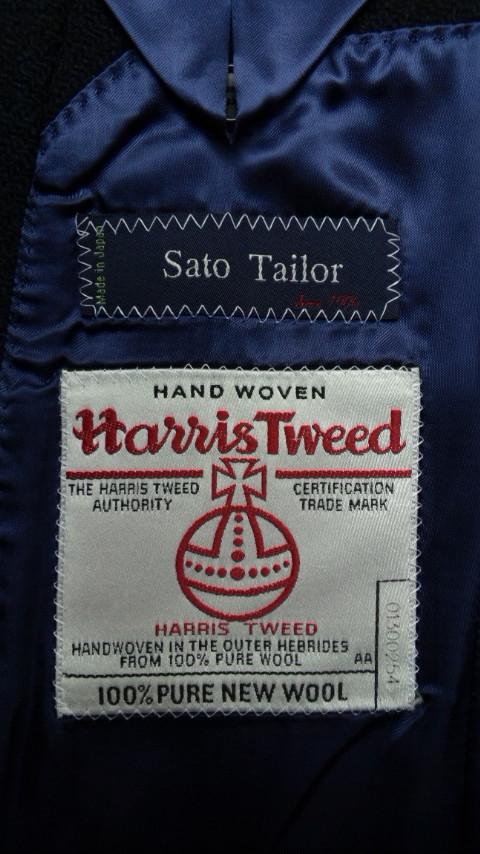 Made in Japan
Sato Tailor
HAND WOVEN
Harris Tweed
THE HARRIS TWEED
AUTHORITY
CERTIFICATION
TRADE MARK
HARRIS TWEED
HANDWOVEN IN THE OUTER HEBRIDES
FROM 100% PURE WOOL
AA
01300254
100% PURE NEW WOOL